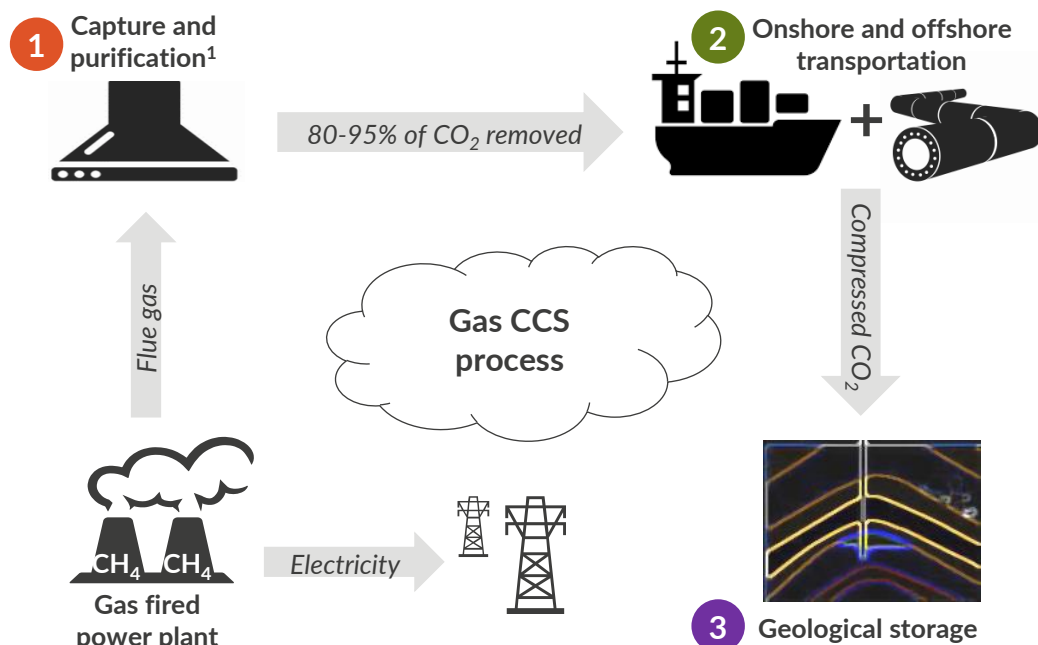 1
Capture and
purification¹
80-95% of CO₂ removed
2
Onshore and offshore
transportation
+
Flue gas
Compressed CO₂
Gas CCS
process
CH₄ CH₄
Gas fired
power plant
Electricity
3
Geological storage